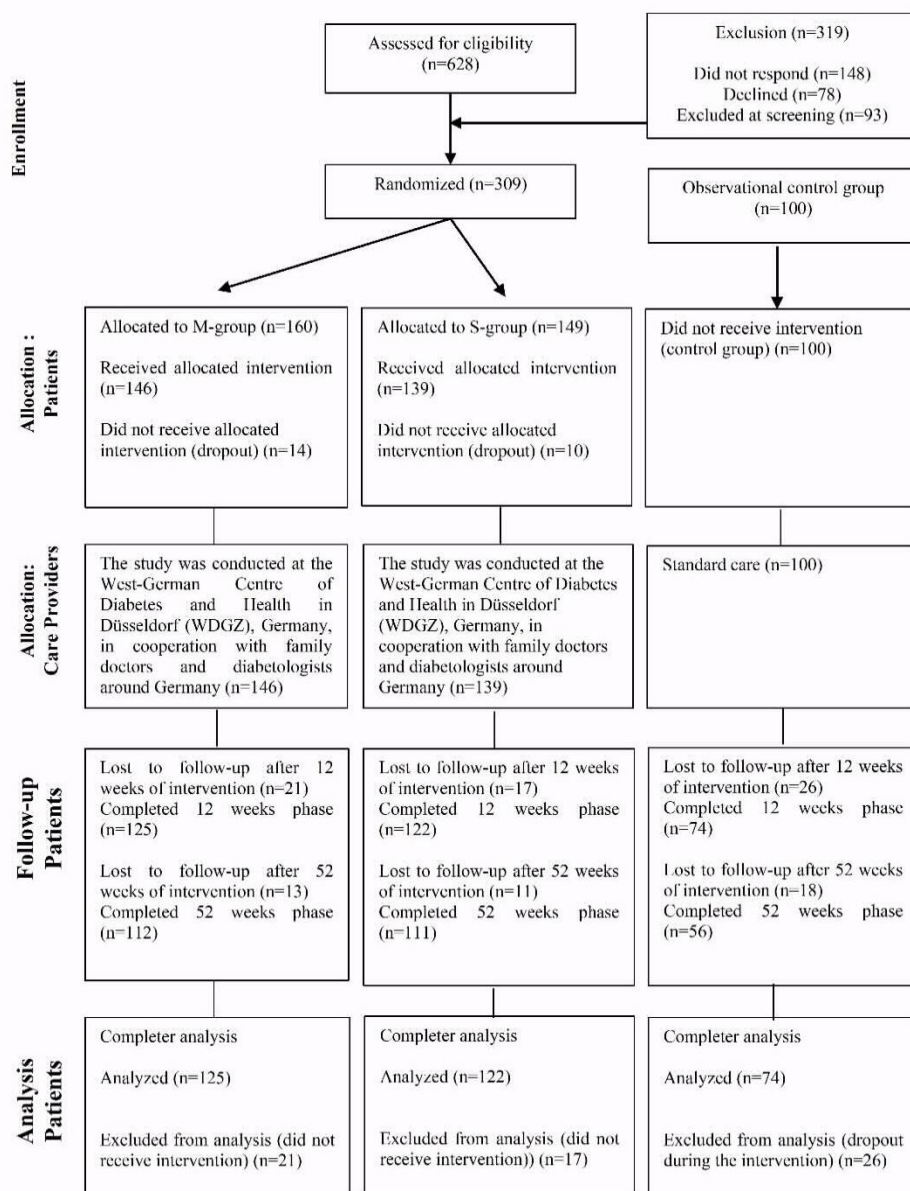 Enrollment
Assessed for eligibility
(n=628)
Exclusion (n=319)
Did not respond (n=148)
Declined (n=78)
Excluded at screening (n=93)
Randomized (n=309)
Observational control group
(n=100)
Allocation :
Patients
Allocated to M-group (n=160)
Received allocated intervention
(n=146)
Did not receive allocated
intervention (dropout) (n=14)
Allocated to S-group (n=149)
Received allocated intervention
(n=139)
Did not receive allocated
intervention (dropout) (n=10)
Did not receive intervention
(control group) (n=100)
Allocation:
Care Providers
The study was conducted at the
West-German Centre of
Diabetes and Health in
Düsseldorf (WDGZ), Germany,
in cooperation with family
doctors and diabetologists
around Germany (n=146)
The study was conducted at the
West-German Centre of Diabetes
and Health in Düsseldorf
(WDGZ), Germany, in
cooperation with family doctors
and diabetologists around
Germany (n=139)
Standard care (n=100)
Follow-up
Patients
Lost to follow-up after 12
weeks of intervention (n=21)
Completed 12 weeks phase
(n=125)
Lost to follow-up after 52
weeks of intervention (n=13)
Completed 52 weeks phase
(n=112)
Lost to follow-up after 12 weeks
of intervention (n=17)
Completed 12 weeks phase
(n=122)
Lost to follow-up after 52 weeks
of intervention (n=11)
Completed 52 weeks phase
(n=111)
Lost to follow-up after 12 weeks
of intervention (n=26)
Completed 12 weeks phase
(n=74)
Lost to follow-up after 52 weeks
of intervention (n=18)
Completed 52 weeks phase
(n=56)
Analysis
Patients
Completer analysis
Analyzed (n=125)
Excluded from analysis (did not
receive intervention) (n=21)
Completer analysis
Analyzed (n=122)
Excluded from analysis (did not
receive intervention)) (n=17)
Completer analysis
Analyzed (n=74)
Excluded from analysis (dropout
during the intervention) (n=26)